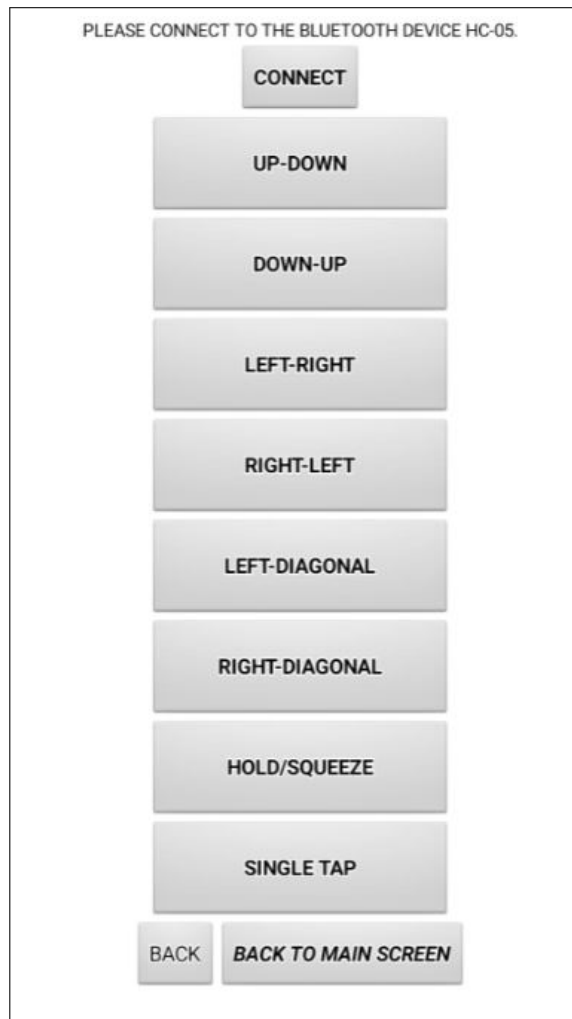 PLEASE CONNECT TO THE BLUETOOTH DEVICE HC-05.
CONNECT
UP-DOWN
DOWN-UP
LEFT-RIGHT
RIGHT-LEFT
LEFT-DIAGONAL
RIGHT-DIAGONAL
HOLD/SQUEEZE
SINGLE TAP
BACK BACK TO MAIN SCREEN